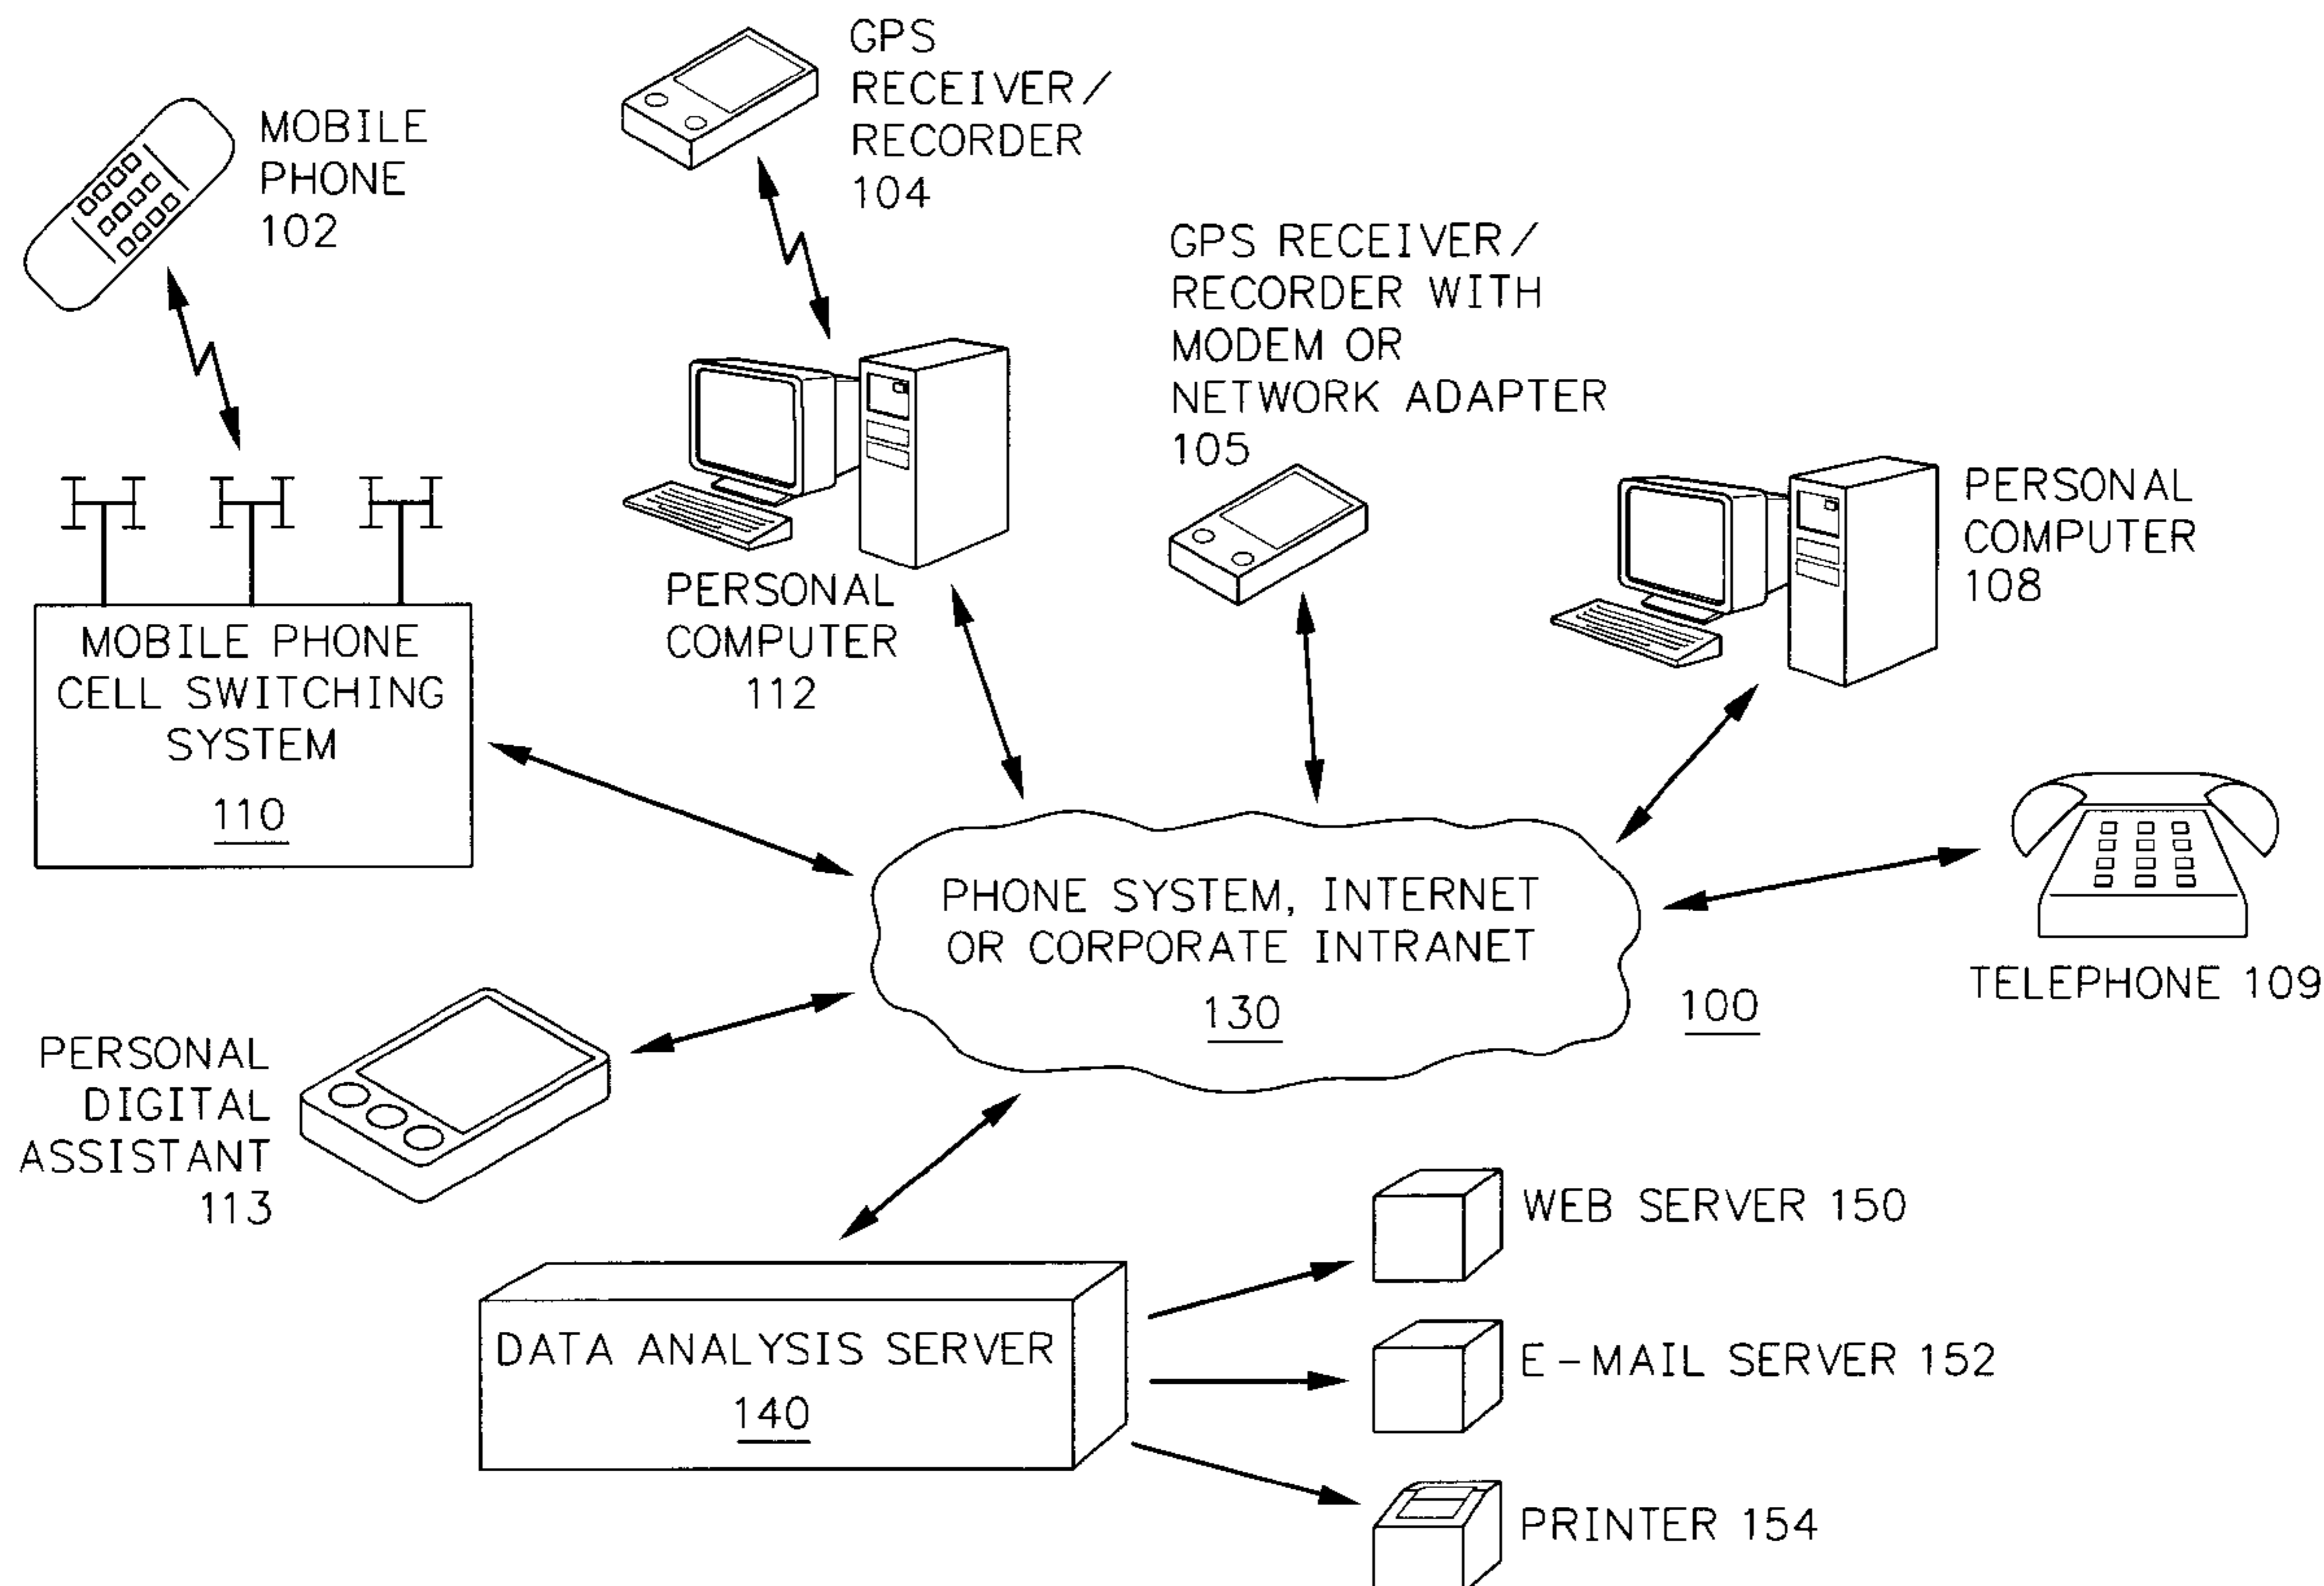 MOBILE
PHONE
102
GPS
RECEIVER/
RECORDER
104
GPS RECEIVER/
RECORDER WITH
MODEM OR
NETWORK ADAPTER
105
PERSONAL
COMPUTER
108
PERSONAL
COMPUTER
112
MOBILE PHONE
CELL SWITCHING
SYSTEM
110
PHONE SYSTEM, INTERNET
OR CORPORATE INTRANET
130
100
TELEPHONE 109
PERSONAL
DIGITAL
ASSISTANT
113
DATA ANALYSIS SERVER
140
WEB SERVER 150
E-MAIL SERVER 152
PRINTER 154